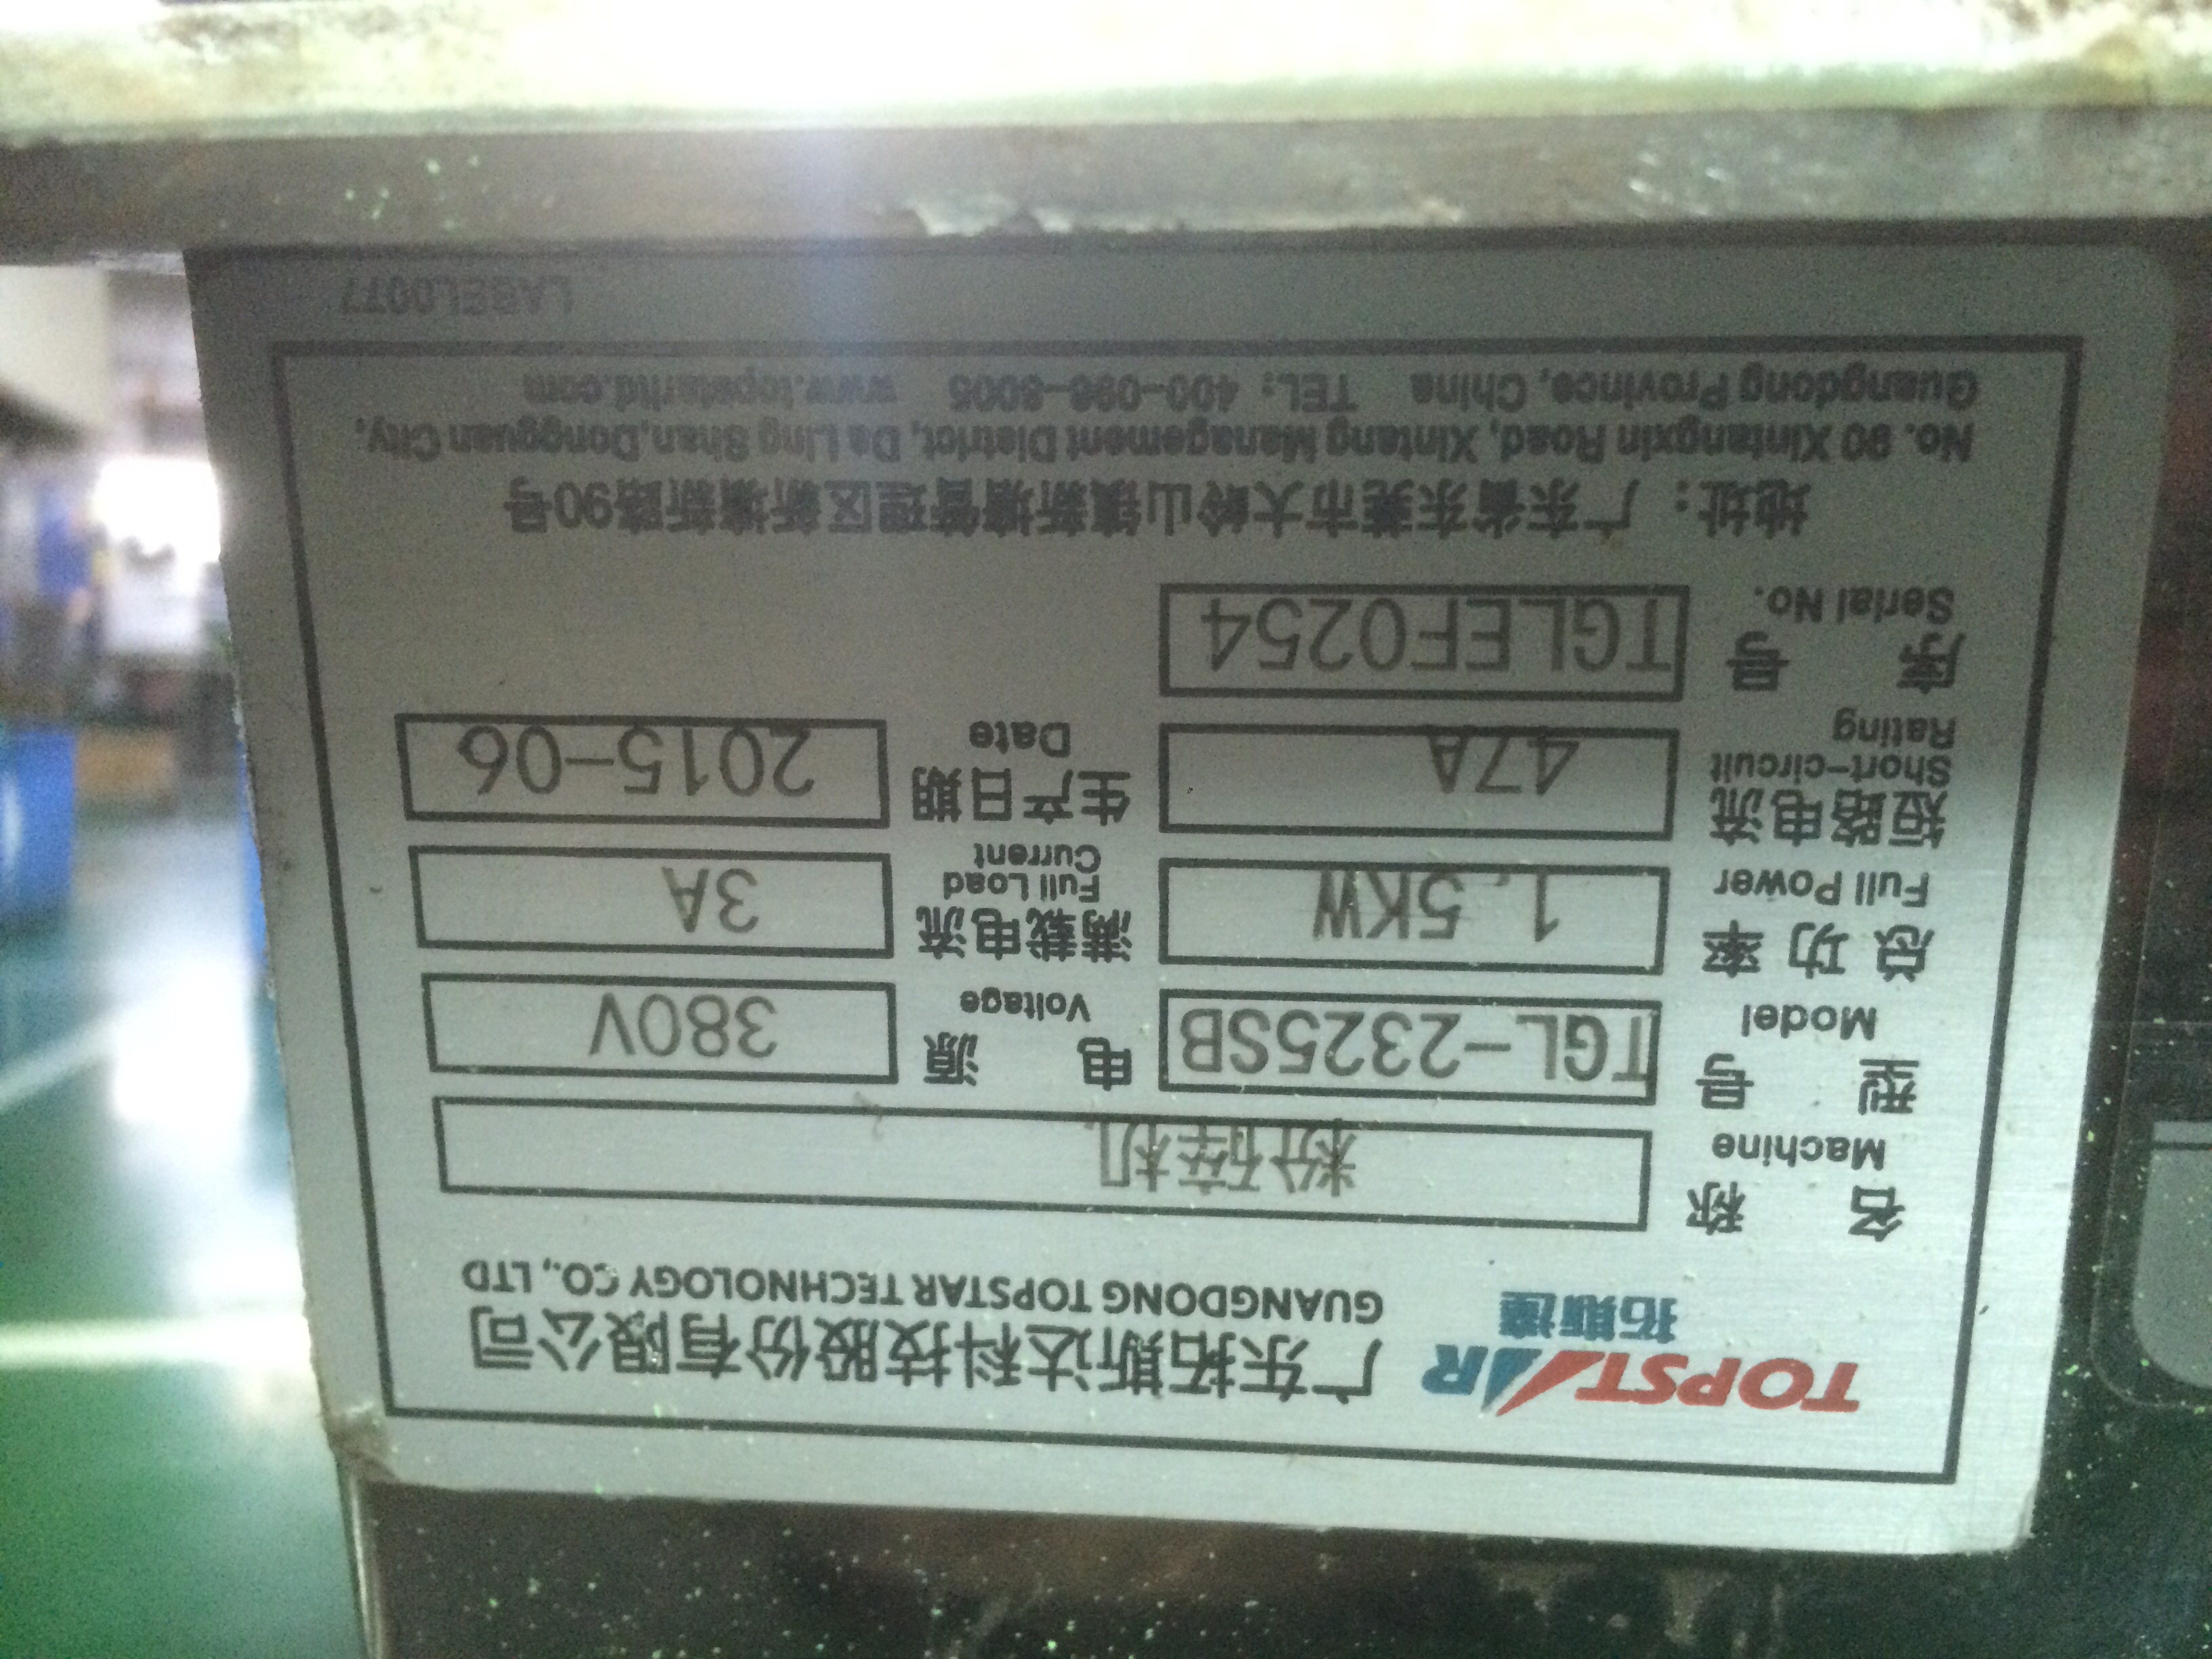 TOPSTAR
拓斯達
广东拓斯达科技股份有限公司
GUANGDONG TOPSTAR TECHNOLOGY CO., LTD
名称 粉碎机
Machine
型号 TGL-2325SB 电源 380V
Model Voltage
总功率 1.5KW 满载电流 3A
Full Power Full Load Current
短路电流 47A 生产日期 2015-06
Short-circuit Rating Date
序号 TGLEF0254
Serial No.
地址：广东省东莞市大岭山镇新塘管理区新塘新路90号
No. 90 Xintangxin Road, Xintang Management District, Da Ling Shan,Dongguan City,
Guangdong Province, China TEL: 400-096-8005 www.topstarltd.com
LABEL0077